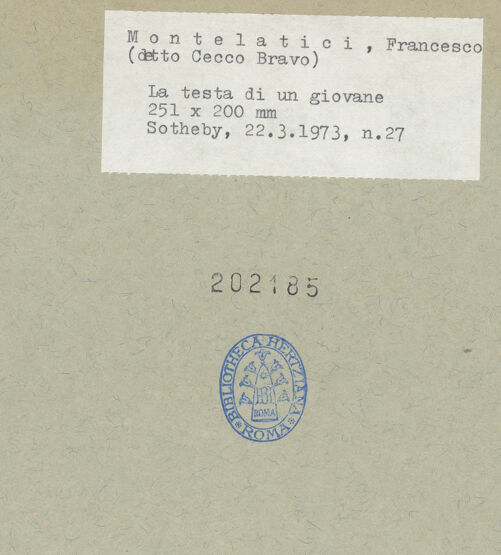 M o n t e l a t i c i , Francesco
(detto Cecco Bravo)
La testa di un giovane
251 x 200 mm
Sotheby, 22.3.1973, n.27
202185
BIBLIOTHECA HERTZIANA
ROMA
ROMA